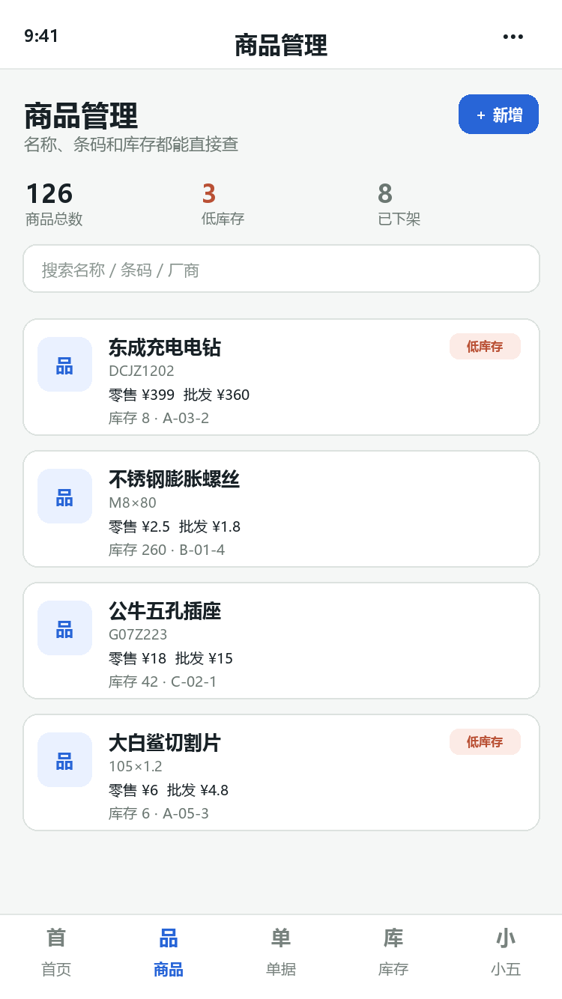 9:41
商品管理
•••
商品管理
+ 新增
名称、条码和库存都能直接查
126
3
8
商品总数
低库存
已下架
搜索名称 / 条码 / 厂商
品
东成充电电钻
低库存
DCJZ1202
零售 ¥399 批发 ¥360
库存 8 · A-03-2
品
不锈钢膨胀螺丝
M8×80
零售 ¥2.5 批发 ¥1.8
库存 260 · B-01-4
品
公牛五孔插座
G07Z223
零售 ¥18 批发 ¥15
库存 42 · C-02-1
品
大白鲨切割片
低库存
105×1.2
零售 ¥6 批发 ¥4.8
库存 6 · A-05-3
首
品
单
库
小
首页
商品
单据
库存
小五